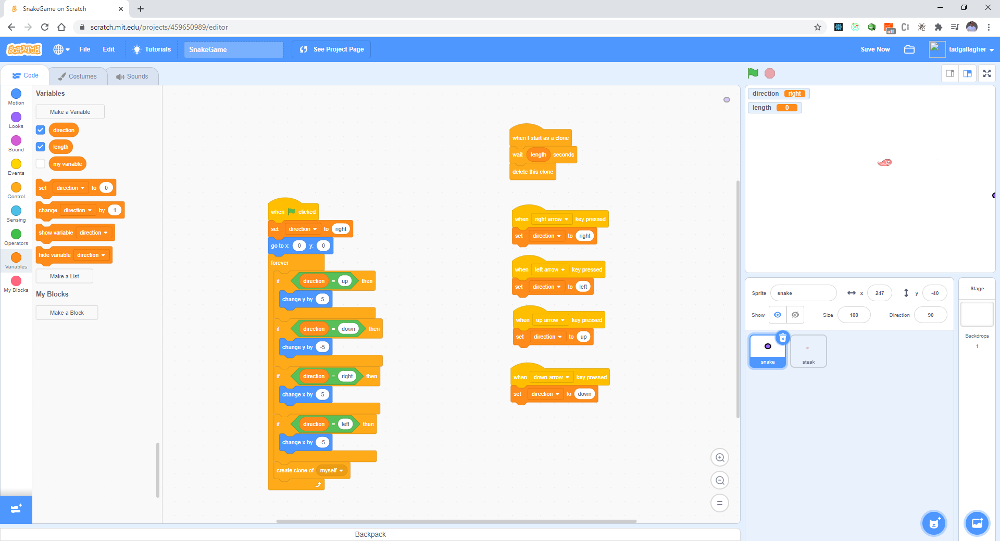 SnakeGame on Scratch
scratch.mit.edu/projects/459650989/editor
off
SCRATCH
File
Edit
Tutorials
SnakeGame
See Project Page
Save Now
tadgallagher
Code
Costumes
Sounds
Motion
Looks
Sound
Events
Control
Sensing
Operators
Variables
My Blocks
Variables
Make a Variable
direction
length
my variable
set direction to 0
change direction by 1
show variable direction
hide variable direction
Make a List
My Blocks
Make a Block
when clicked
set direction to right
go to x: 0 y: 0
forever
if direction = up then
change y by 5
if direction = down then
change y by -5
if direction = right then
change x by 5
if direction = left then
change x by -5
create clone of myself
when I start as a clone
wait length seconds
delete this clone
when right arrow key pressed
set direction to right
when left arrow key pressed
set direction to left
when up arrow key pressed
set direction to up
when down arrow key pressed
set direction to down
Backpack
direction right
length 0
Sprite snake x 247 y -40
Show Size 100 Direction 90
snake
steak
Stage
Backdrops
1